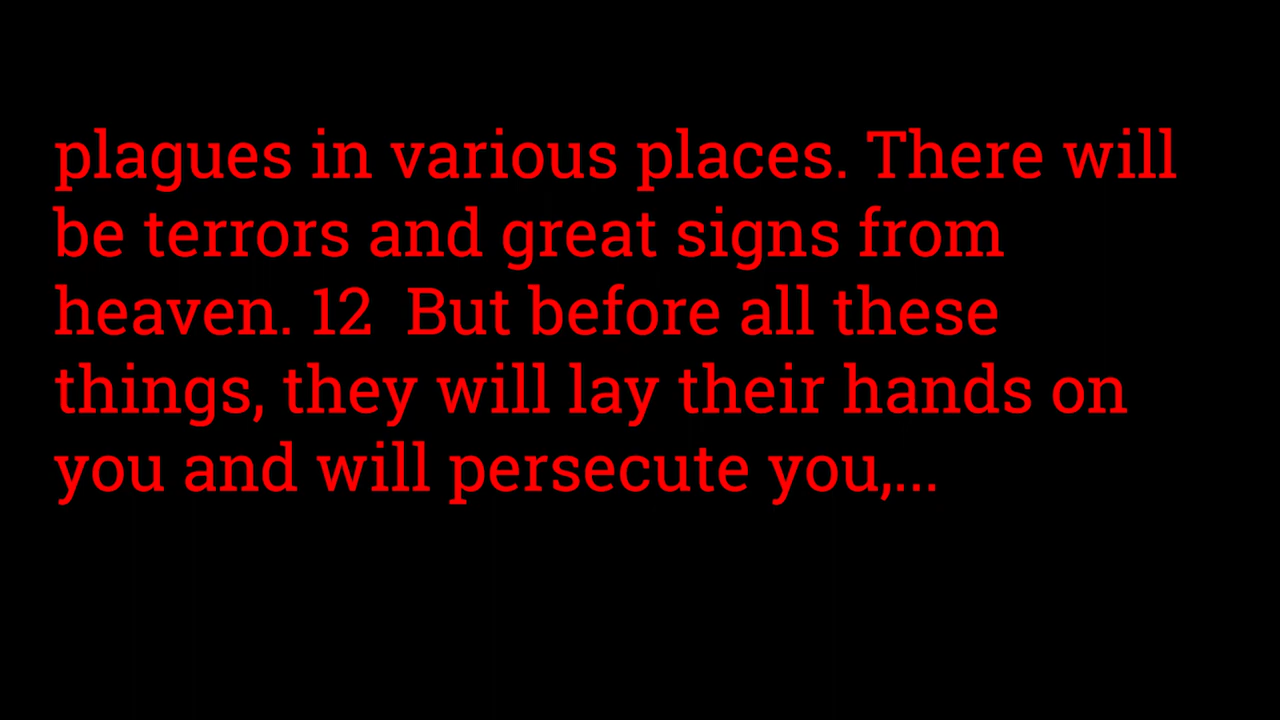 plagues in various places. There will
be terrors and great signs from
heaven. 12  But before all these
things, they will lay their hands on
you and will persecute you,...